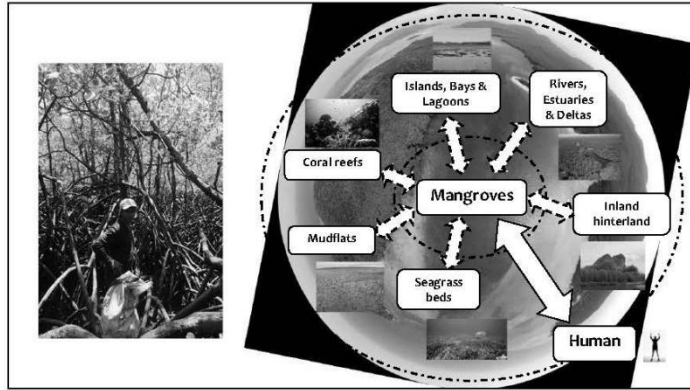 Islands, Bays &
Lagoons
Rivers,
Estuaries
& Deltas
Coral reefs
Mangroves
Inland
hinterland
Mudflats
Seagrass
beds
Human